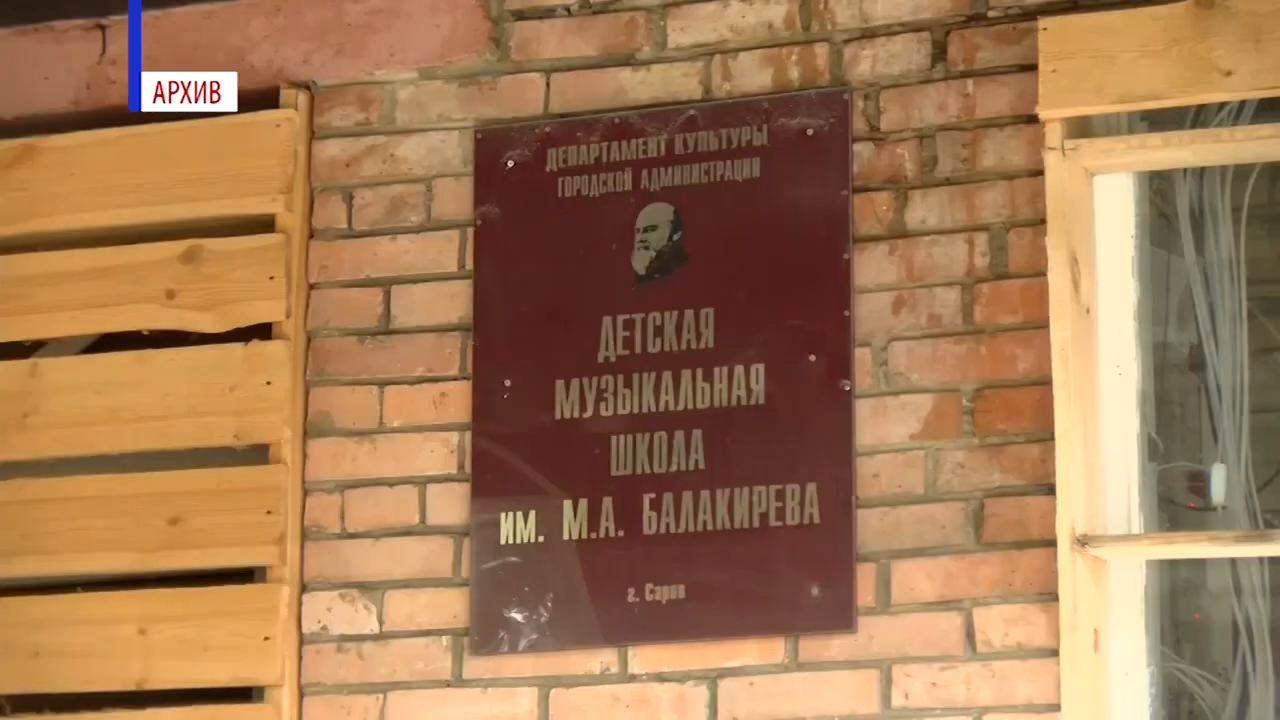 АРХИВ
ДЕПАРТАМЕНТ КУЛЬТУРЫ
ГОРОДСКОЙ АДМИНИСТРАЦИИ
ДЕТСКАЯ
МУЗЫКАЛЬНАЯ
ШКОЛА
ИМ. М.А. БАЛАКИРЕВА
г. Саров